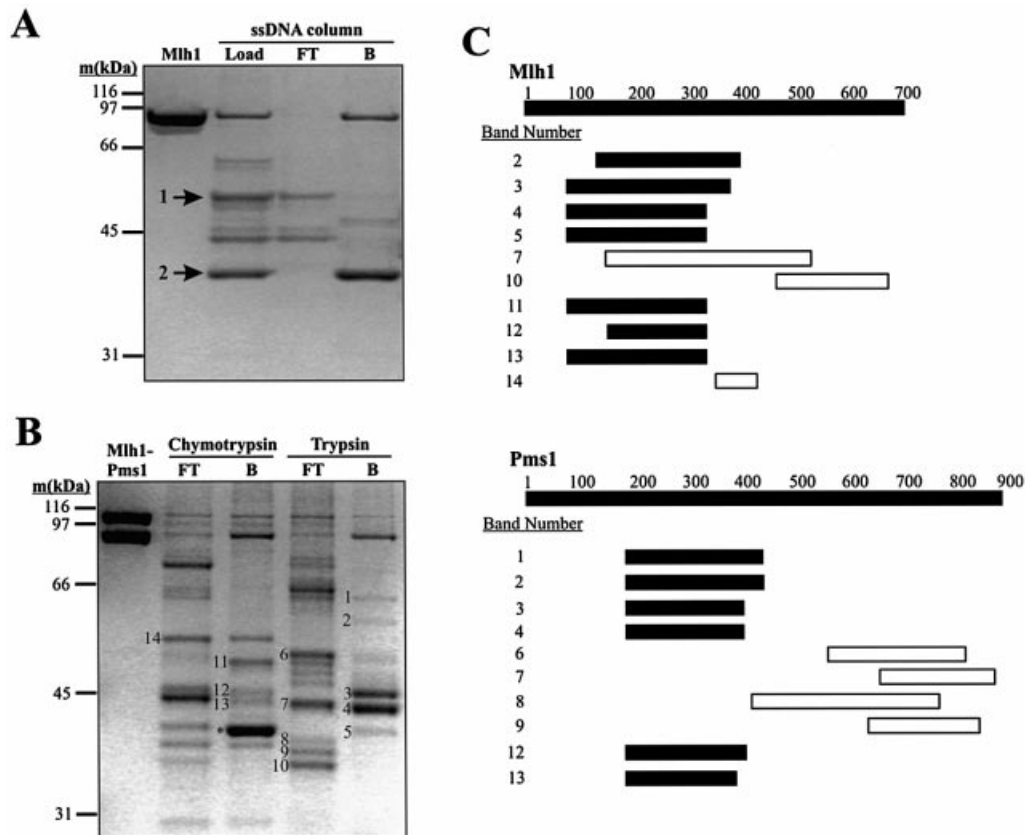 A
ssDNA column
Mlh1 Load FT B
m(kDa)
116
97
66
1
45
2
31
B
Mlh1-
Pms1
Chymotrypsin Trypsin
FT B FT B
m(kDa)
116
97
66
1
2
14
11
6
12
13
45
7
3
4
*
8
5
9
10
31
C
Mlh1
1 100 200 300 400 500 600 700
Band Number
2
3
4
5
7
10
11
12
13
14
Pms1
1 100 200 300 400 500 600 700 800 900
Band Number
1
2
3
4
6
7
8
9
12
13